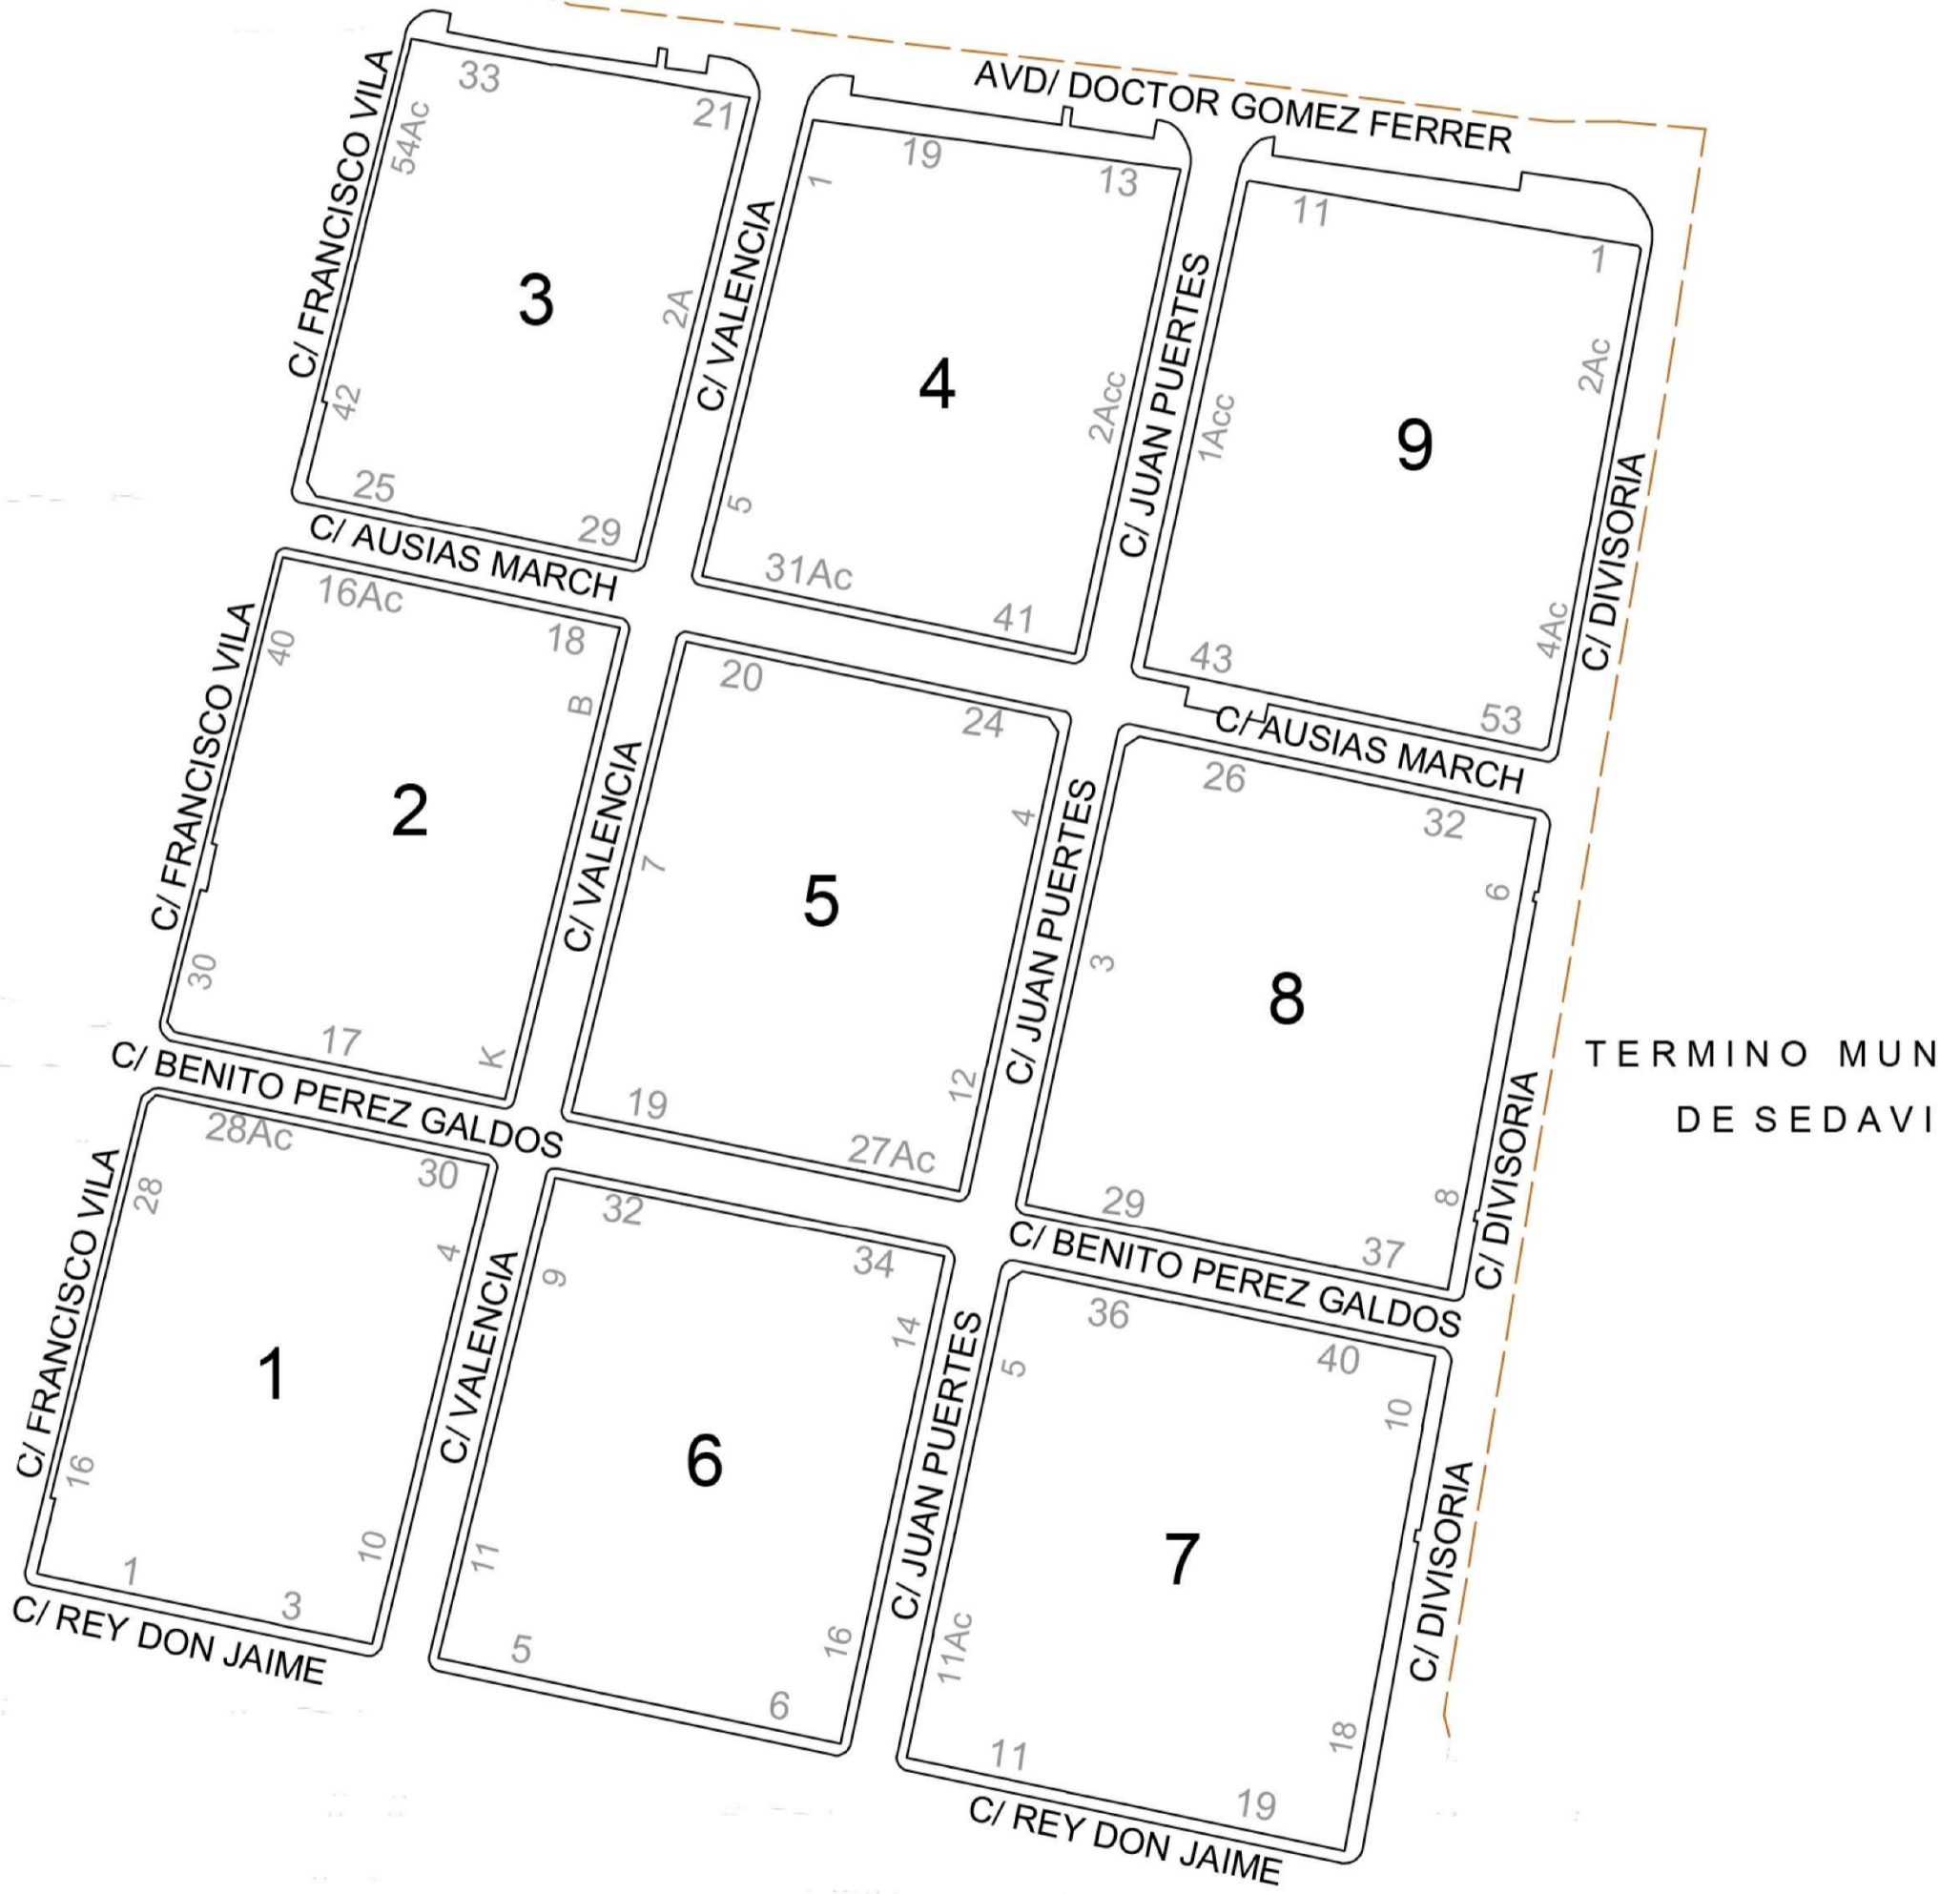 AVD/ DOCTOR GOMEZ FERRER
C/ FRANCISCO VILA
33
21
54Ac
42
3
2A
25
29
C/ VALENCIA
19
13
1
4
2Acc
5
31Ac
41
C/ JUAN PUERTES
11
1
1Acc
9
2Ac
4Ac
43
53
C/ DIVISORIA
C/ AUSIAS MARCH
C/ FRANCISCO VILA
16Ac
18
40
B
2
30
17
K
C/ VALENCIA
20
24
7
4
5
19
12
27Ac
C/ JUAN PUERTES
C/ AUSIAS MARCH
26
32
6
3
8
29
8
37
C/ DIVISORIA
TERMINO MUN
DE SEDAVI
C/ BENITO PEREZ GALDOS
C/ FRANCISCO VILA
28Ac
30
28
4
1
16
10
1
3
C/ REY DON JAIME
C/ VALENCIA
32
34
9
14
6
11
16
5
6
C/ JUAN PUERTES
C/ BENITO PEREZ GALDOS
36
40
5
10
7
11Ac
18
11
19
C/ DIVISORIA
C/ REY DON JAIME